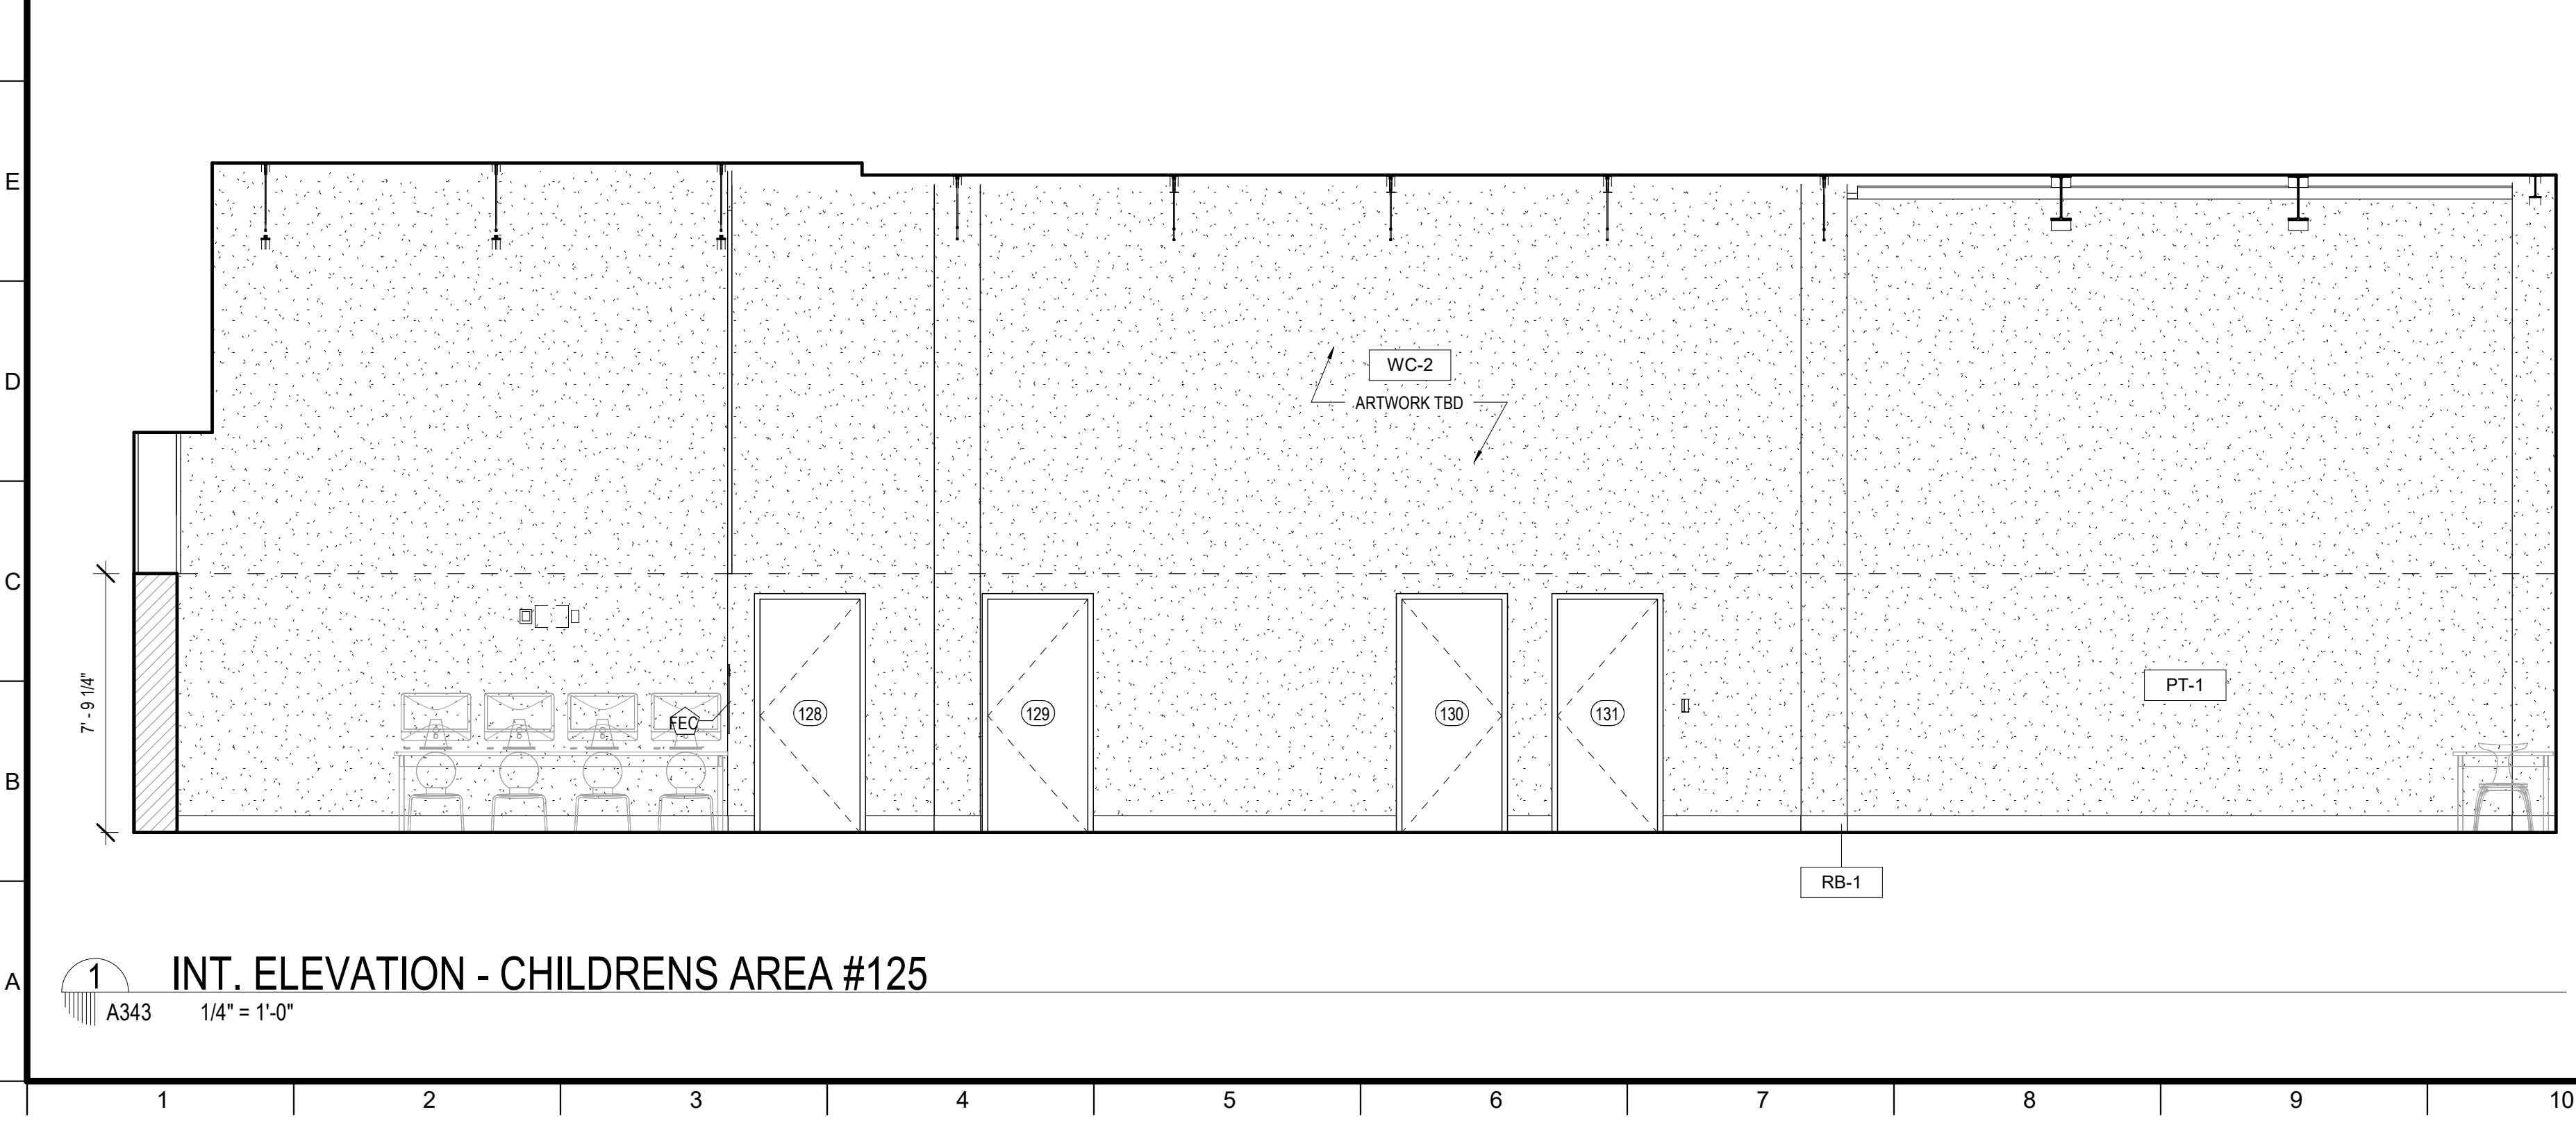 E
D
C
B
A
WC-2
ARTWORK TBD
7' - 9 1/4"
FEC
128
129
130
131
PT-1
RB-1
1
INT. ELEVATION - CHILDRENS AREA #125
A343
1/4" = 1'-0"
1 2 3 4 5 6 7 8 9 10